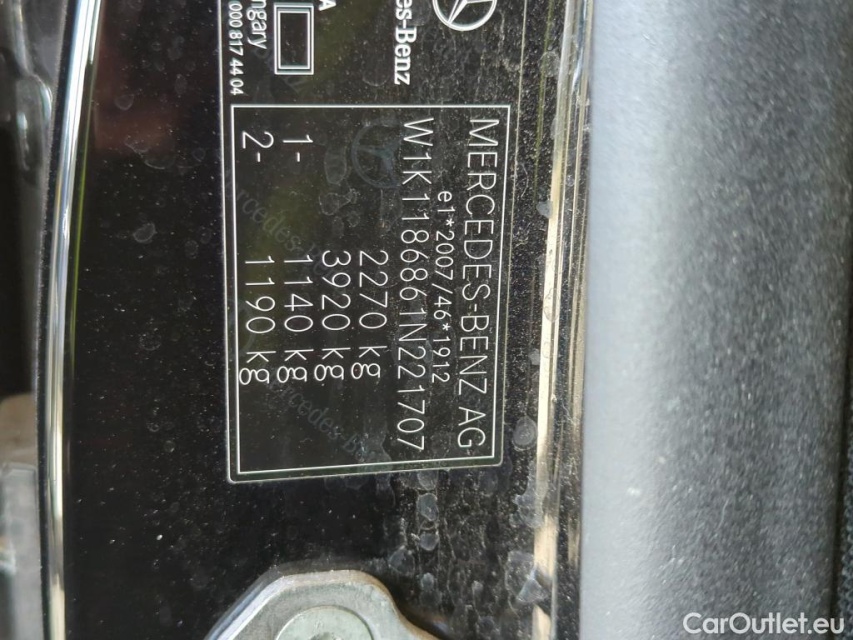 es-Benz
ngary
A
000 817 44 04
MERCEDES-BENZ AG
e1*2007/46*1912
W1K1186861N221707
2270 kg
3920 kg
1- 1140 kg
2- 1190 kg
CarOutlet.eu